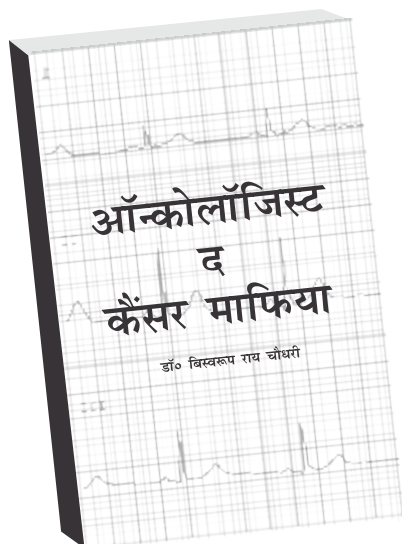 ऑन्कोलॉजिस्ट
द
कैंसर माफिया
डॉ० बिस्वरूप राय चौधरी